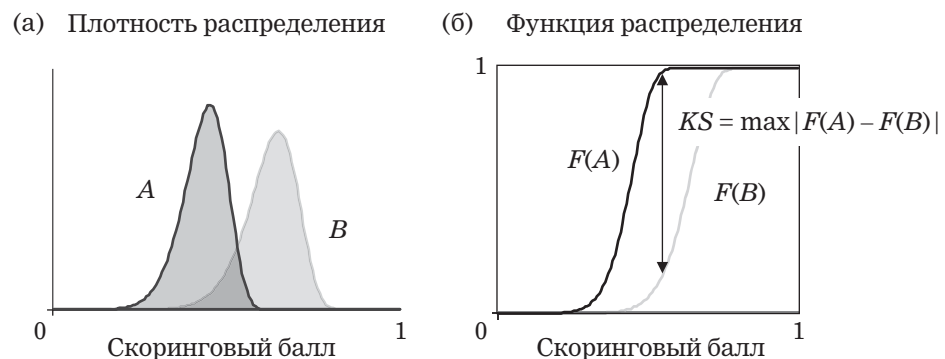 (а) Плотность распределения
A
B
0
1
Скоринговый балл
(б) Функция распределения
1
KS = max|F(A) – F(B)|
F(A)
F(B)
0
1
Скоринговый балл